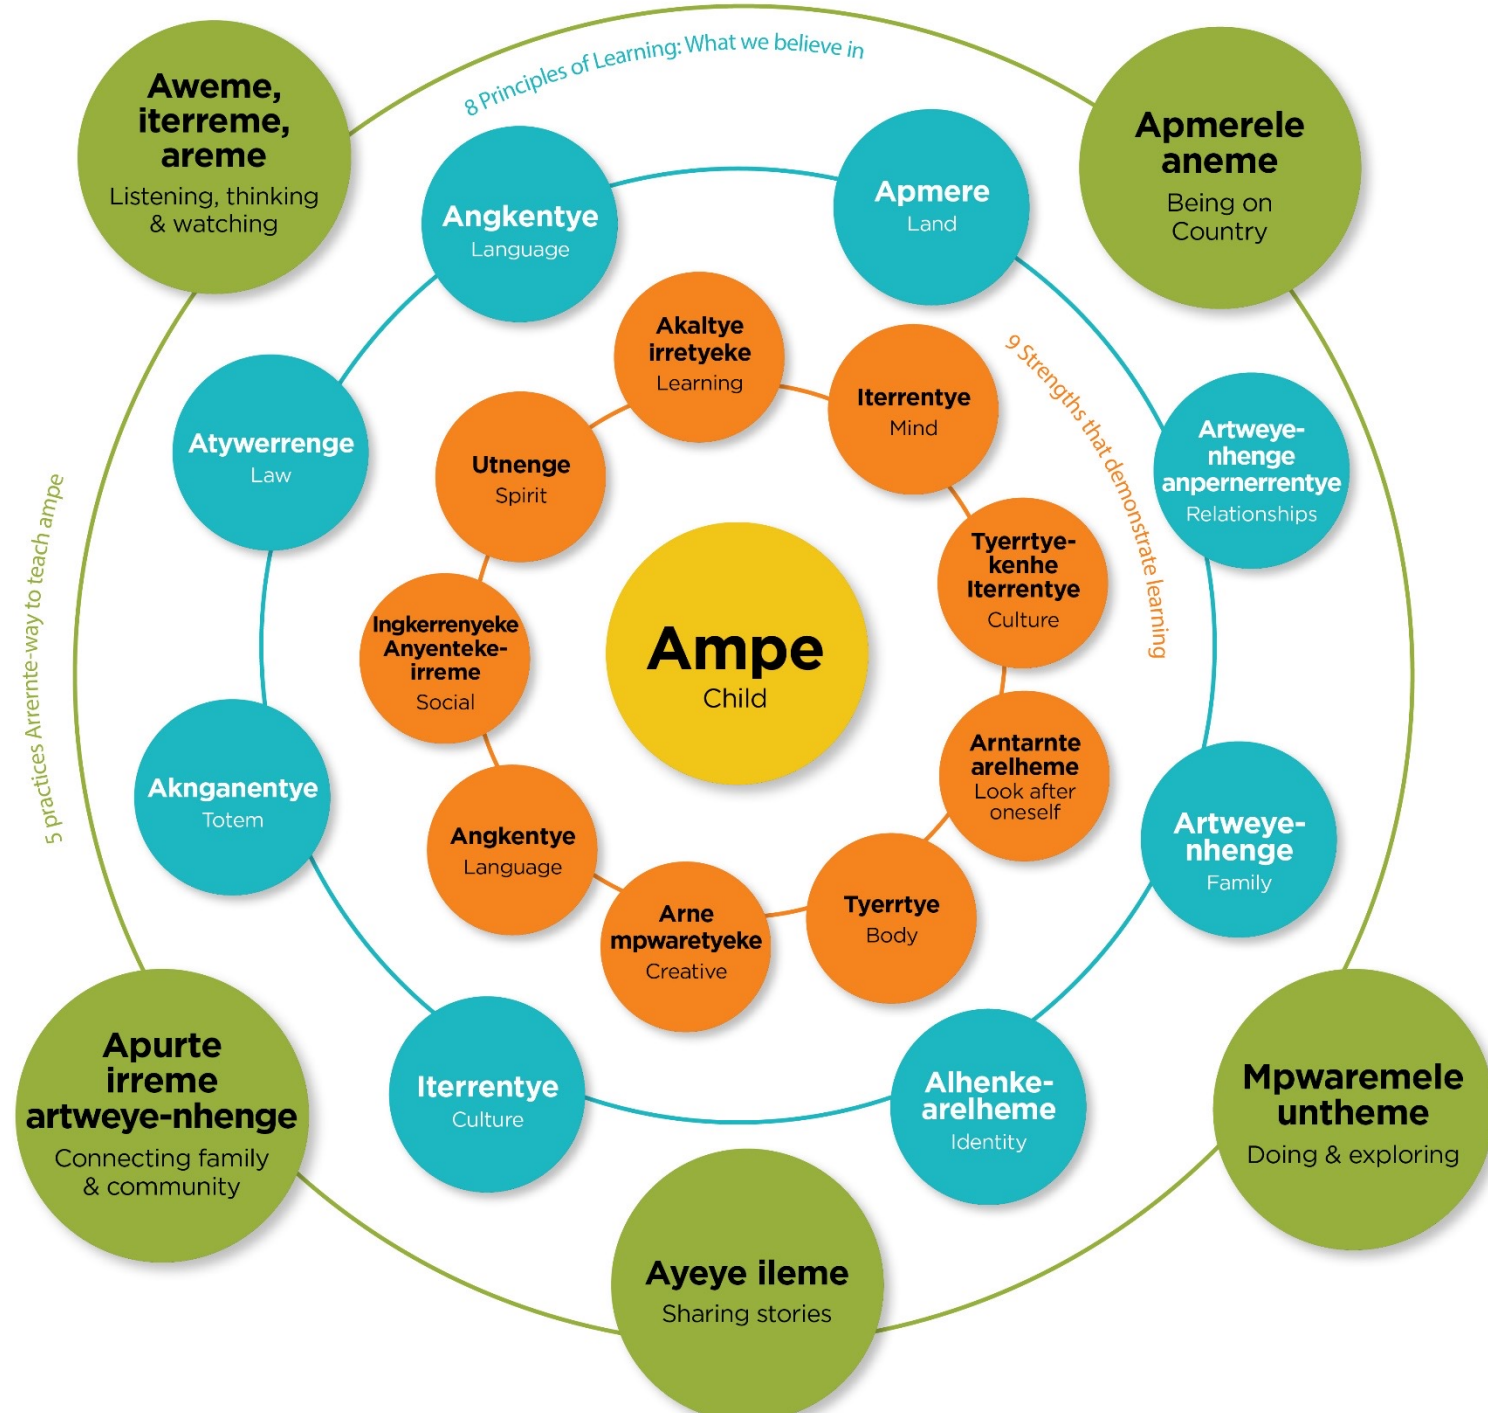 8 Principles of Learning: What we believe in
Aweme,
iterreme,
areme
Listening, thinking
& watching
Apmerele
aneme
Being on
Country
Angkentye
Language
Apmere
Land
Artweye-
nhenge
anpernerrentye
Relationships
Artweye-
nhenge
Family
Alhenke-
arelheme
Identity
Iterrentye
Culture
Aknganentye
Totem
Atywerrenge
Law
9 Strengths that demonstrate learning
Akaltye
irretyeke
Learning
Iterrentye
Mind
Tyerrtye-
kenhe
Iterrentye
Culture
Arntarnte
arelheme
Look after
oneself
Tyerrtye
Body
Arne
mpwaretyeke
Creative
Angkentye
Language
Ingkerrenyeke
Anyenteke-
irreme
Social
Utnenge
Spirit
Ampe
Child
5 practices Arrernte-way to teach ampe
Mpwaremele
untheme
Doing & exploring
Ayeye ileme
Sharing stories
Apurte
irreme
artweye-nhenge
Connecting family
& community